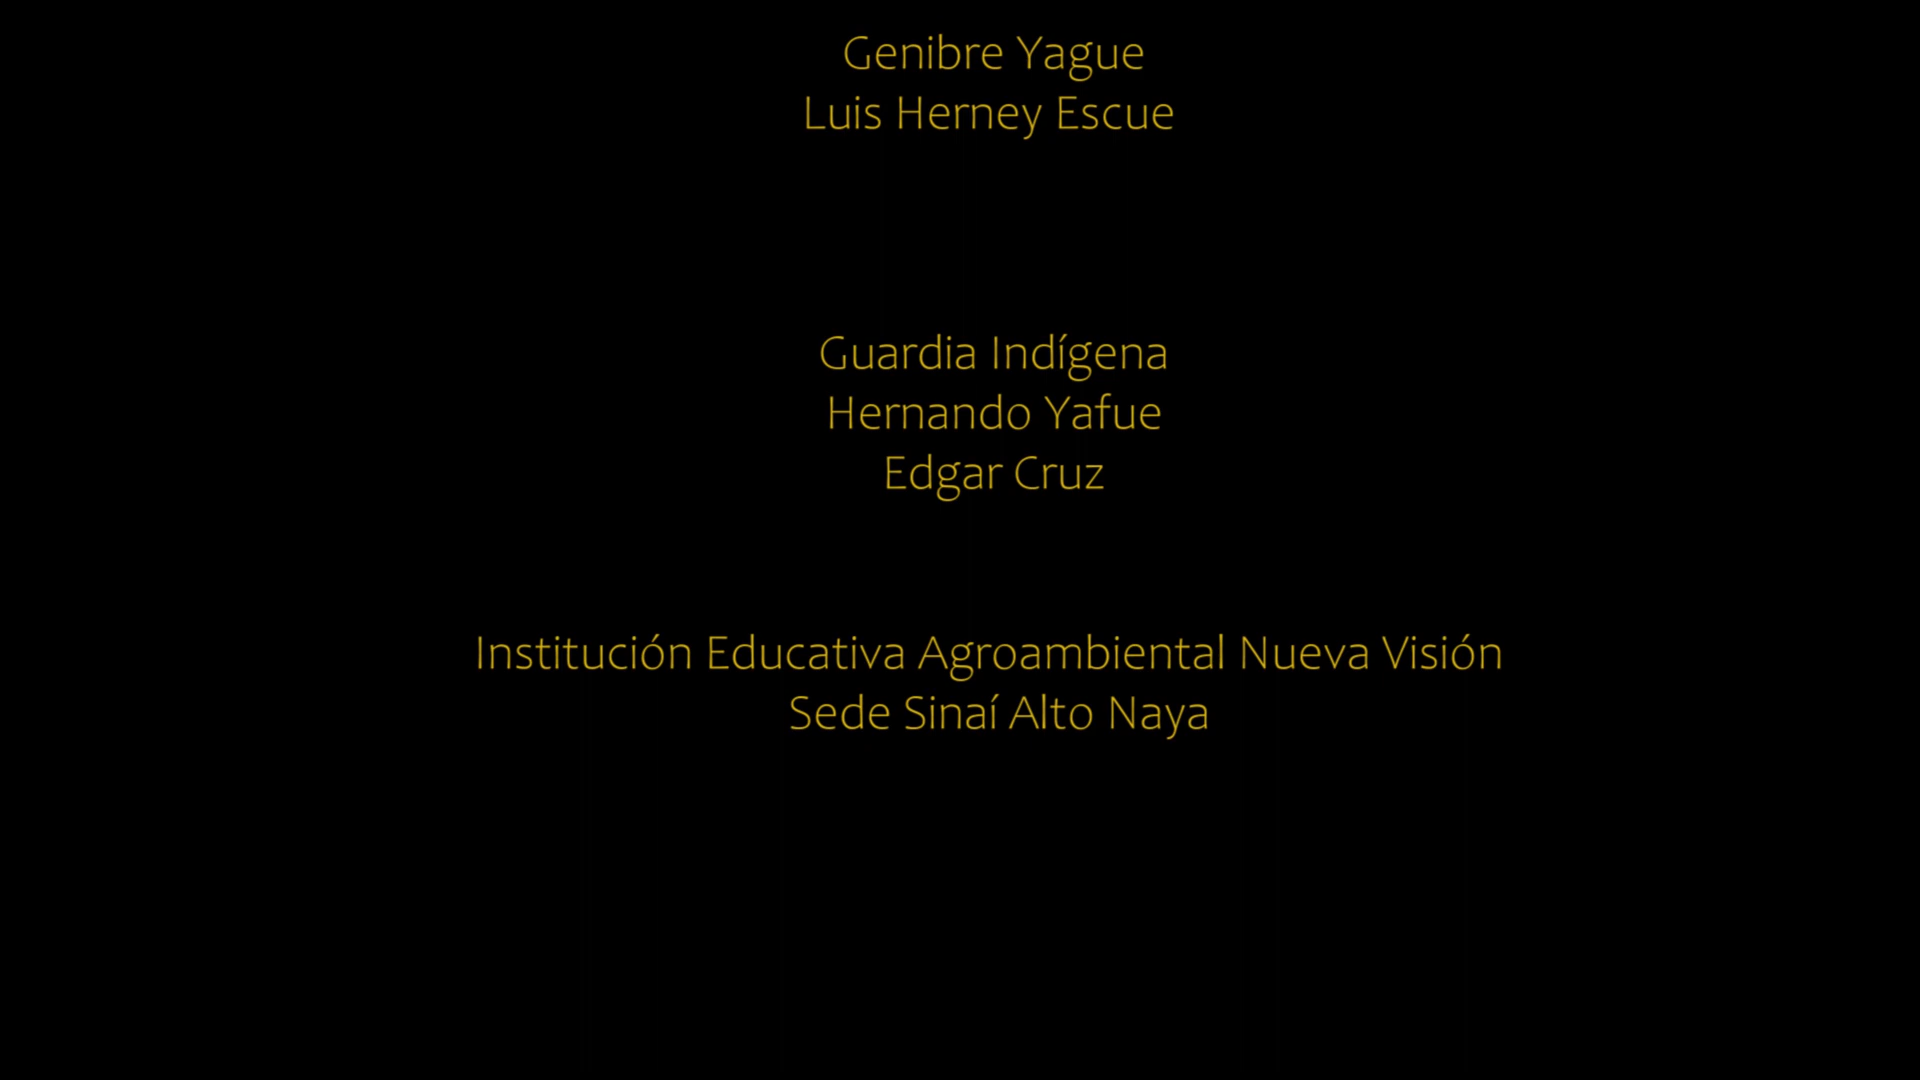 Genibre Yague
Luis Herney Escue
Guardia Indígena
Hernando Yafue
Edgar Cruz
Institución Educativa Agroambiental Nueva Visión
Sede Sinaí Alto Naya